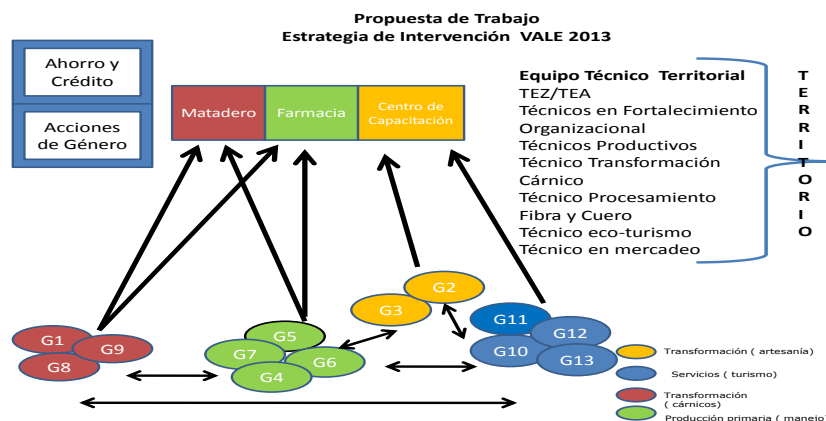 Propuesta de Trabajo
Estrategia de Intervención VALE 2013
Ahorro y
Crédito
Acciones
de Género
Matadero
Farmacia
Centro de
Capacitación
Equipo Técnico Territorial
TEZ/TEA
Técnicos en Fortalecimiento
Organizacional
Técnicos Productivos
Técnico Transformación
Cárnico
Técnico Procesamiento
Fibra y Cuero
Técnico eco-turismo
Técnico en mercadeo
T
E
R
R
I
T
O
R
I
O
G1
G9
G8
G5
G7
G6
G4
G2
G3
G11
G12
G10
G13
Transformación ( artesanía)
Servicios ( turismo)
Transformación
( cárnicos)
Producción primaria ( manejo)